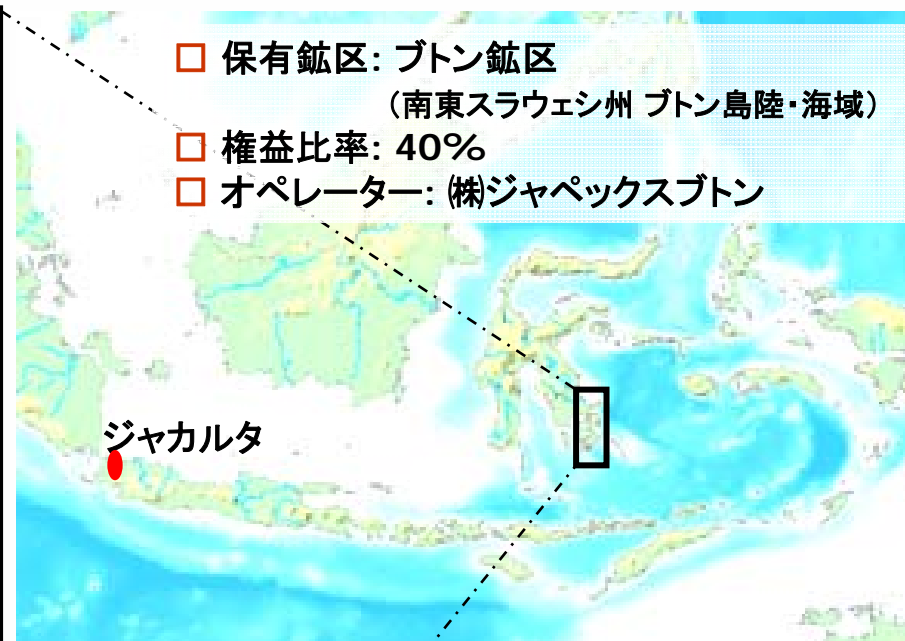 □ 保有鉱区: ブトン鉱区
(南東スラウェシ州 ブトン島陸・海域)
□ 権益比率: 40%
□ オペレーター: ㈱ジャペックスブトン
ジャカルタ